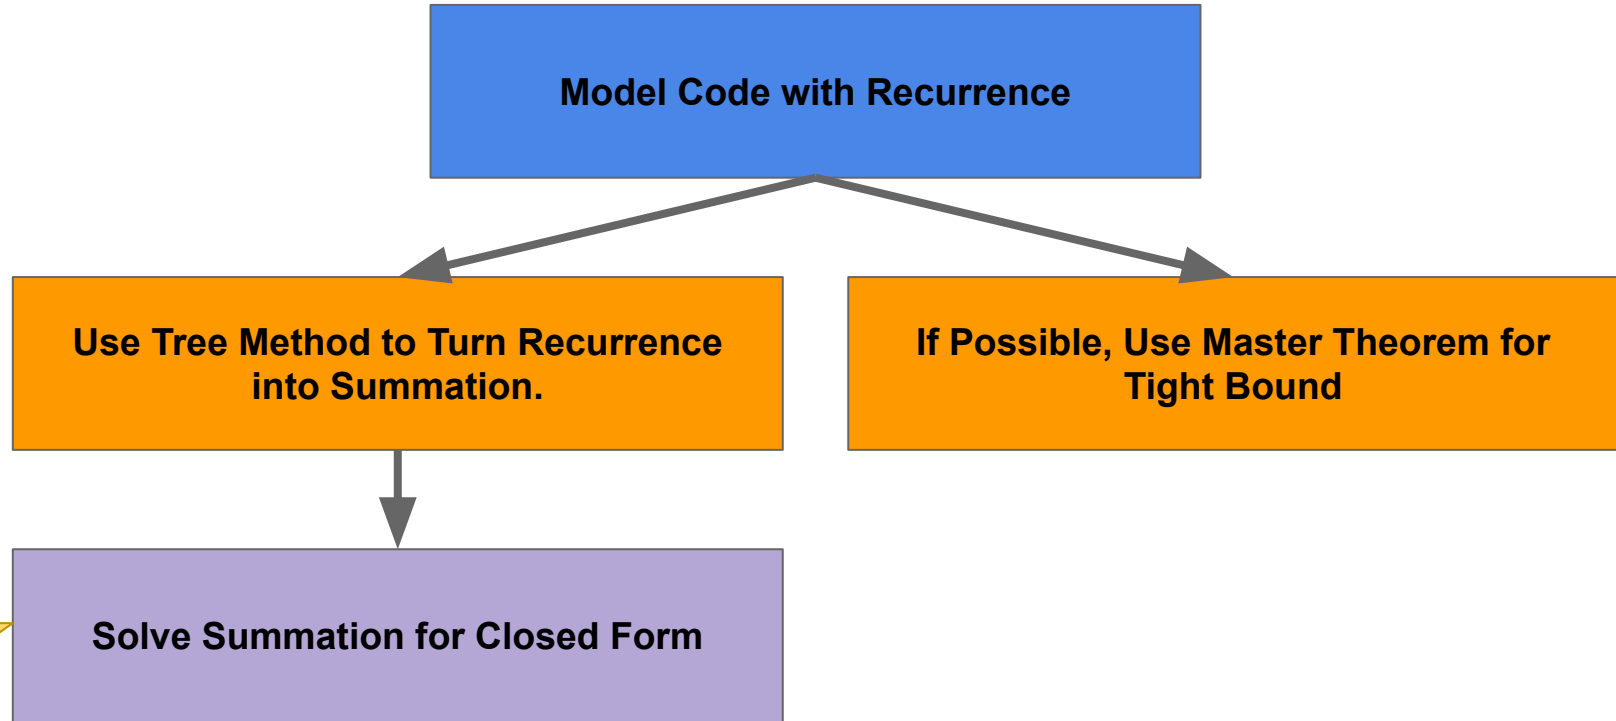 Model Code with Recurrence
Use Tree Method to Turn Recurrence
into Summation.
If Possible, Use Master Theorem for
Tight Bound
Solve Summation for Closed Form